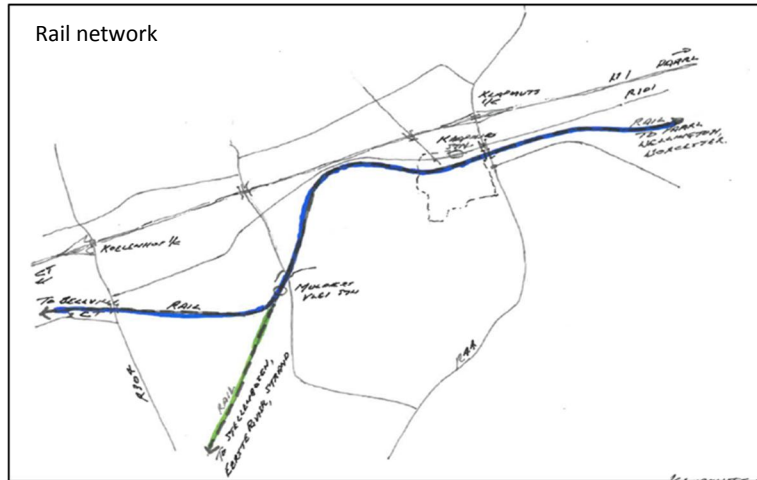 Rail network
PAARL
N1
R101
KLAPMUTS
I/C
KLAPMUTS
STN.
RAIL
TO PAARL
WELLINGTON,
WORCESTER.
KOELENHOF I/C
CT
MULDERS
VLEI STN
TO BELLVILLE
& CT
RAIL
R304
R44
RAIL
TO STELLENBOSCH,
EERSTE RIVER, STRAND